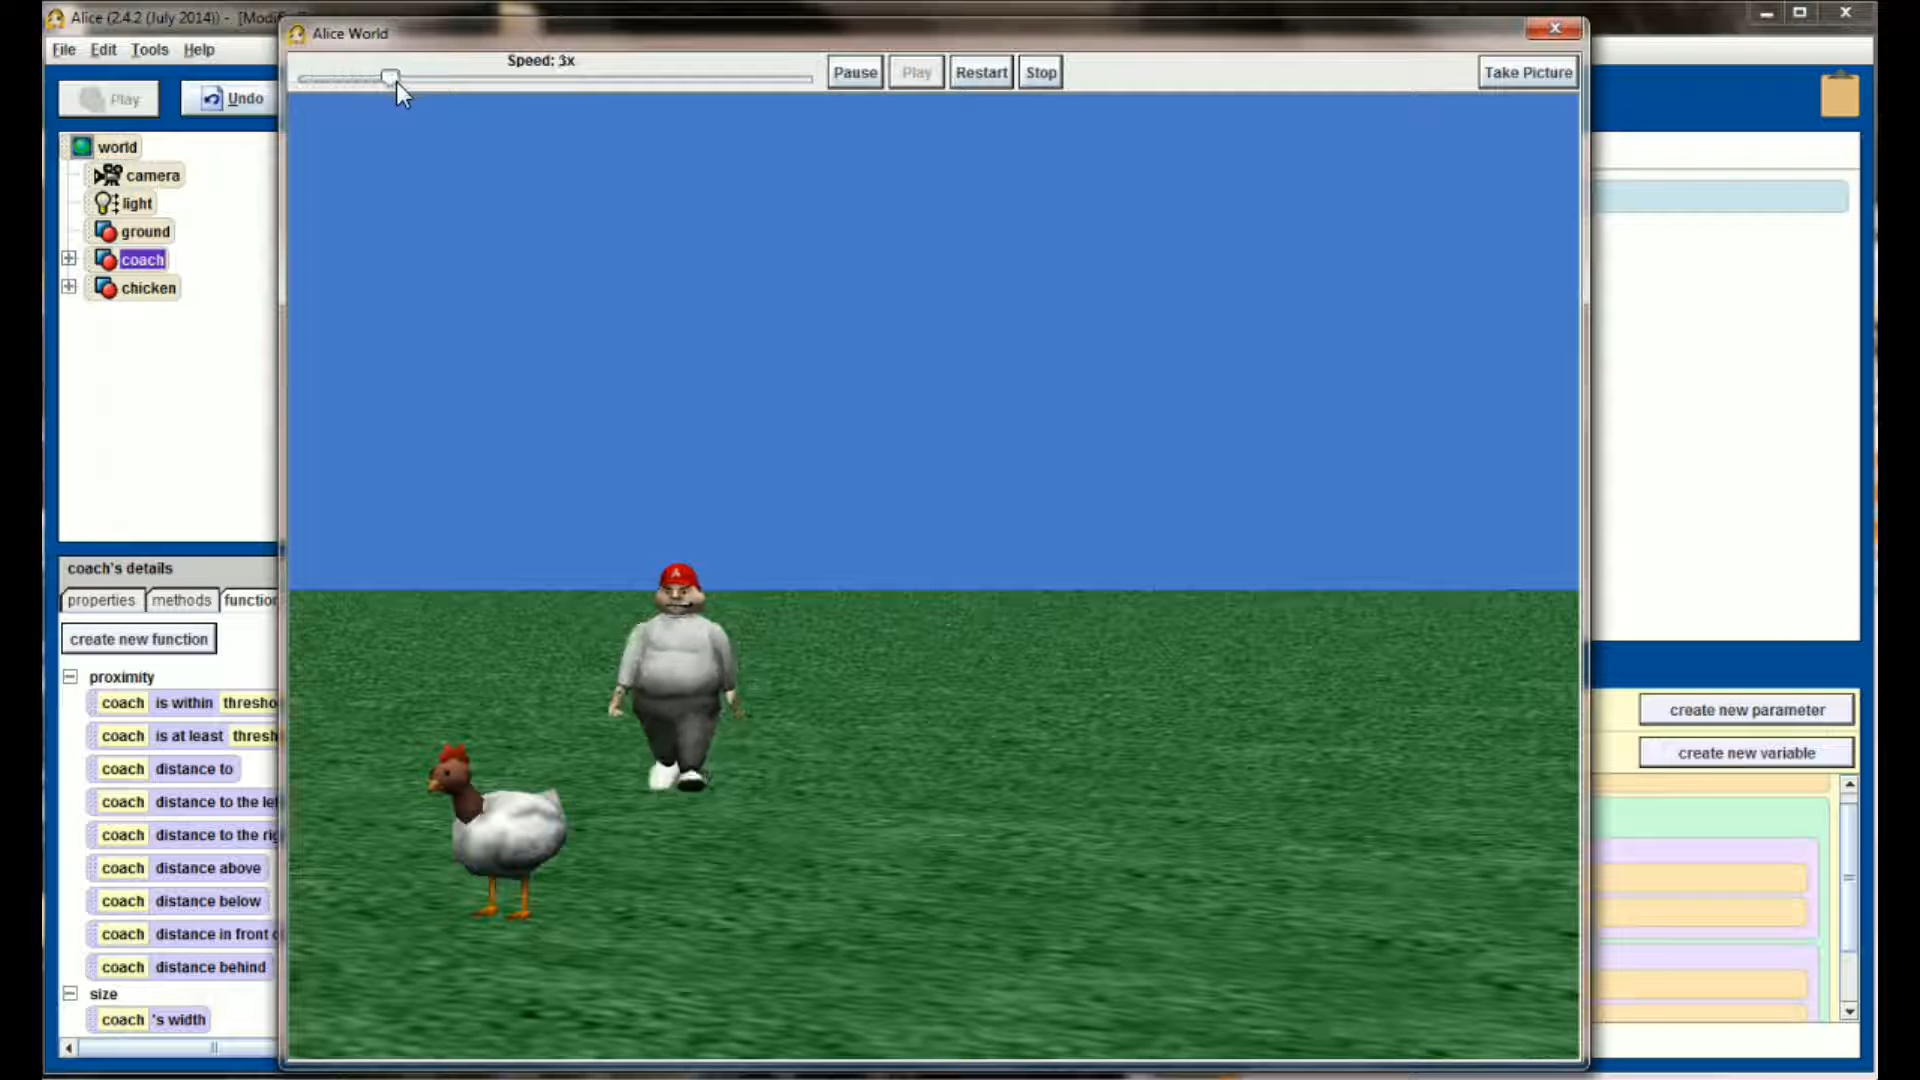 Alice (2.4.2 (July 2014)) - [Modi
Alice World
File Edit Tools Help
Speed: 3x
Pause Play Restart Stop
Take Picture
Play Undo
world
camera
light
ground
coach
chicken
A
coach's details
properties methods function
create new function
proximity
coach is within thresho
coach is at least thresh
coach distance to
coach distance to the le
coach distance to the rig
coach distance above
coach distance below
coach distance in front o
coach distance behind
size
coach 's width
create new parameter
create new variable